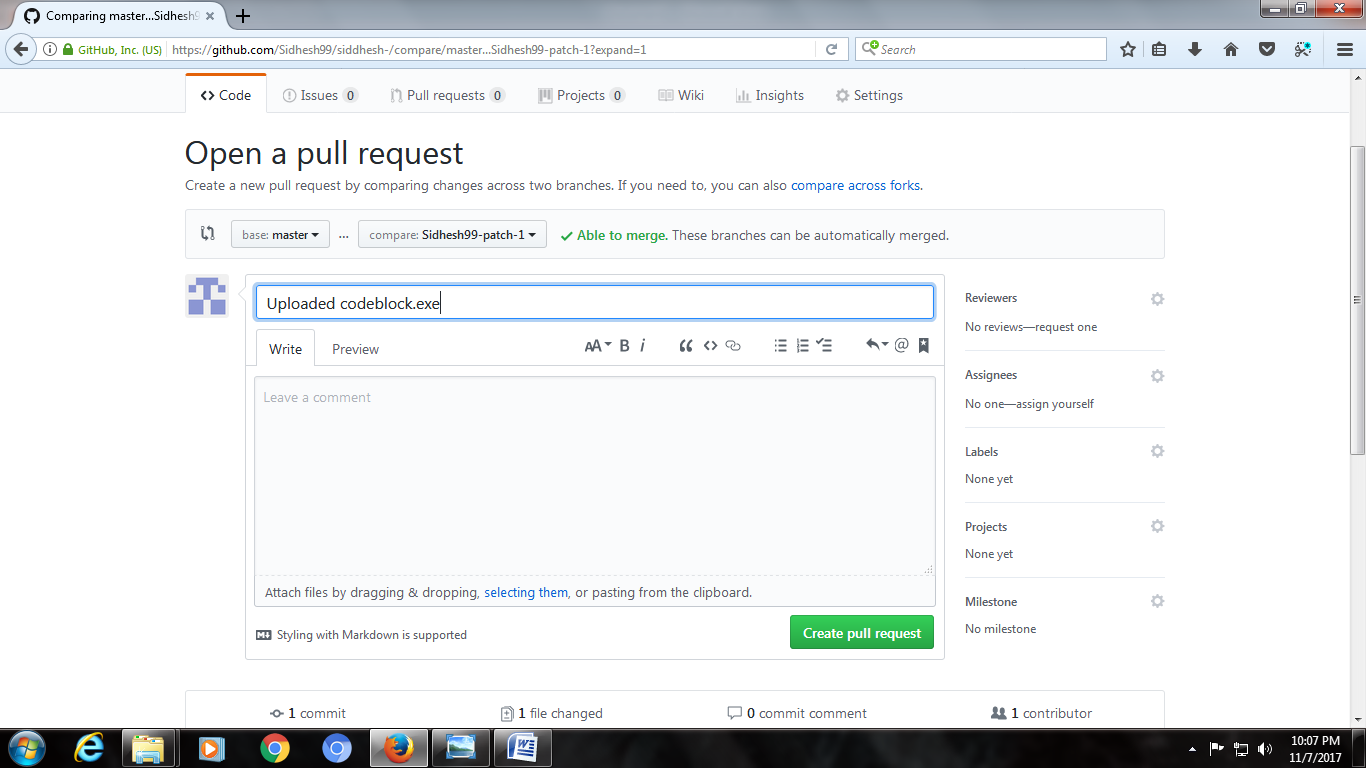 Comparing master...Sidhesh9
GitHub, Inc. (US) https://github.com/Sidhesh99/siddhesh-/compare/master...Sidhesh99-patch-1?expand=1 Search
Code Issues 0 Pull requests 0 Projects 0 Wiki Insights Settings
Open a pull request
Create a new pull request by comparing changes across two branches. If you need to, you can also compare across forks.
base: master ... compare: Sidhesh99-patch-1 Able to merge. These branches can be automatically merged.
Uploaded codeblock.exe
Write Preview AA B i
Leave a comment
Attach files by dragging & dropping, selecting them, or pasting from the clipboard.
Styling with Markdown is supported Create pull request
Reviewers
No reviews—request one
Assignees
No one—assign yourself
Labels
None yet
Projects
None yet
Milestone
No milestone
1 commit 1 file changed 0 commit comment 1 contributor
10:07 PM
11/7/2017